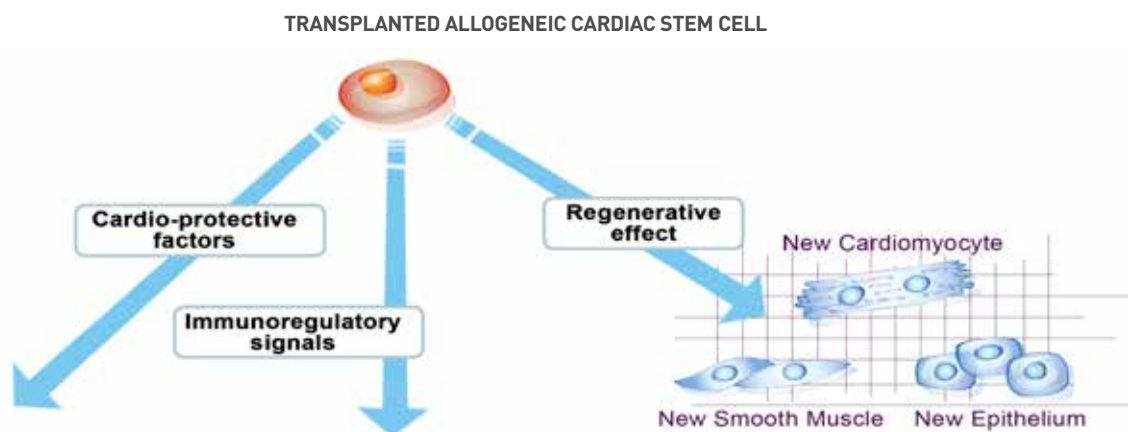 TRANSPLANTED ALLOGENEIC CARDIAC STEM CELL
Cardio-protective
factors
Regenerative
effect
New Cardiomyocyte
Immunoregulatory
signals
New Smooth Muscle
New Epithelium